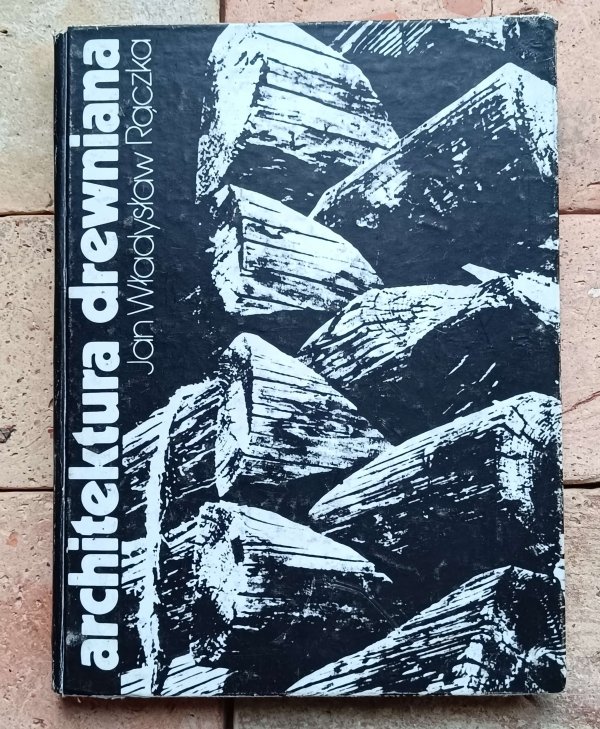 architektura drewniana
Jan Władysław Rączka